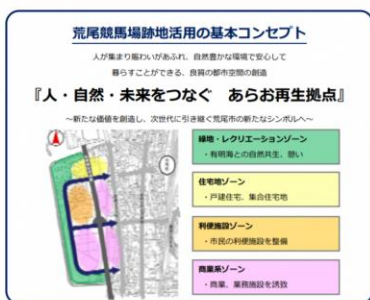 荒尾競馬場跡地活用の基本コンセプト
人が集まり賑わいがあふれ、自然豊かな環境で安心して
暮らすことができる、良質の都市空間の創造
『人・自然・未来をつなぐ　あらお再生拠点』
～新たな価値を創造し、次世代に引き継ぐ荒尾市の新たなシンボルへ～
緑地・レクリエーションゾーン
・有明海との自然共生、憩い
住宅地ゾーン
・戸建住宅、集合住宅地
利便施設ゾーン
・市民の利便施設を整備
商業系ゾーン
・商業、業務施設を誘致